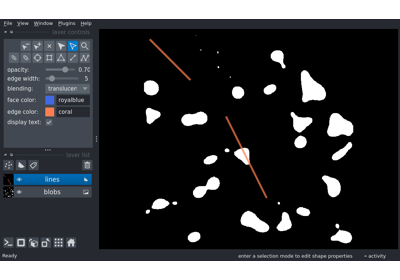 File View Window Plugins Help
layer controls
opacity: 0.70
edge width: 5
blending: translucen
face color: royalblue
edge color: coral
display text:
layer list
lines
blobs
Ready enter a selection mode to edit shape properties activity